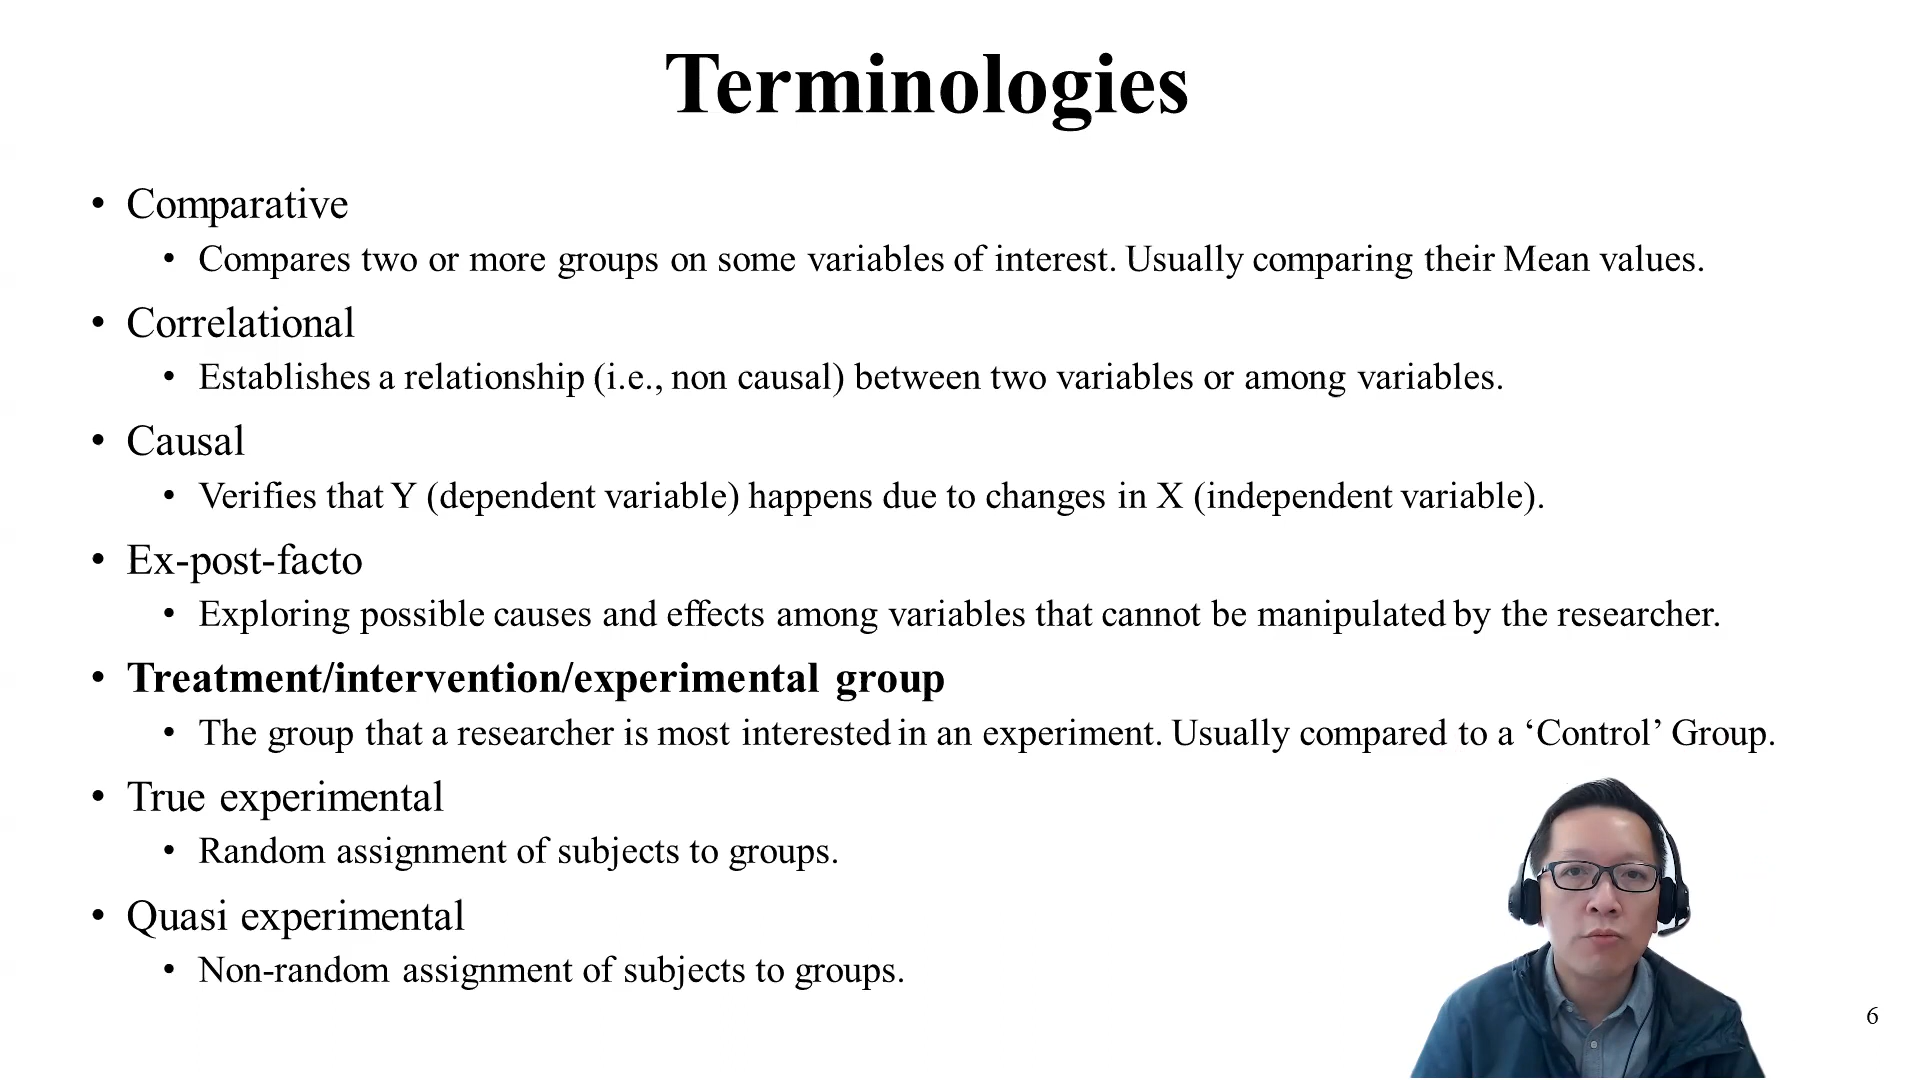 Terminologies
• Comparative
• Compares two or more groups on some variables of interest. Usually comparing their Mean values.
• Correlational
• Establishes a relationship (i.e., non causal) between two variables or among variables.
• Causal
• Verifies that Y (dependent variable) happens due to changes in X (independent variable).
• Ex-post-facto
• Exploring possible causes and effects among variables that cannot be manipulated by the researcher.
• Treatment/intervention/experimental group
• The group that a researcher is most interested in an experiment. Usually compared to a ‘Control’ Group.
• True experimental
• Random assignment of subjects to groups.
• Quasi experimental
• Non-random assignment of subjects to groups.
6